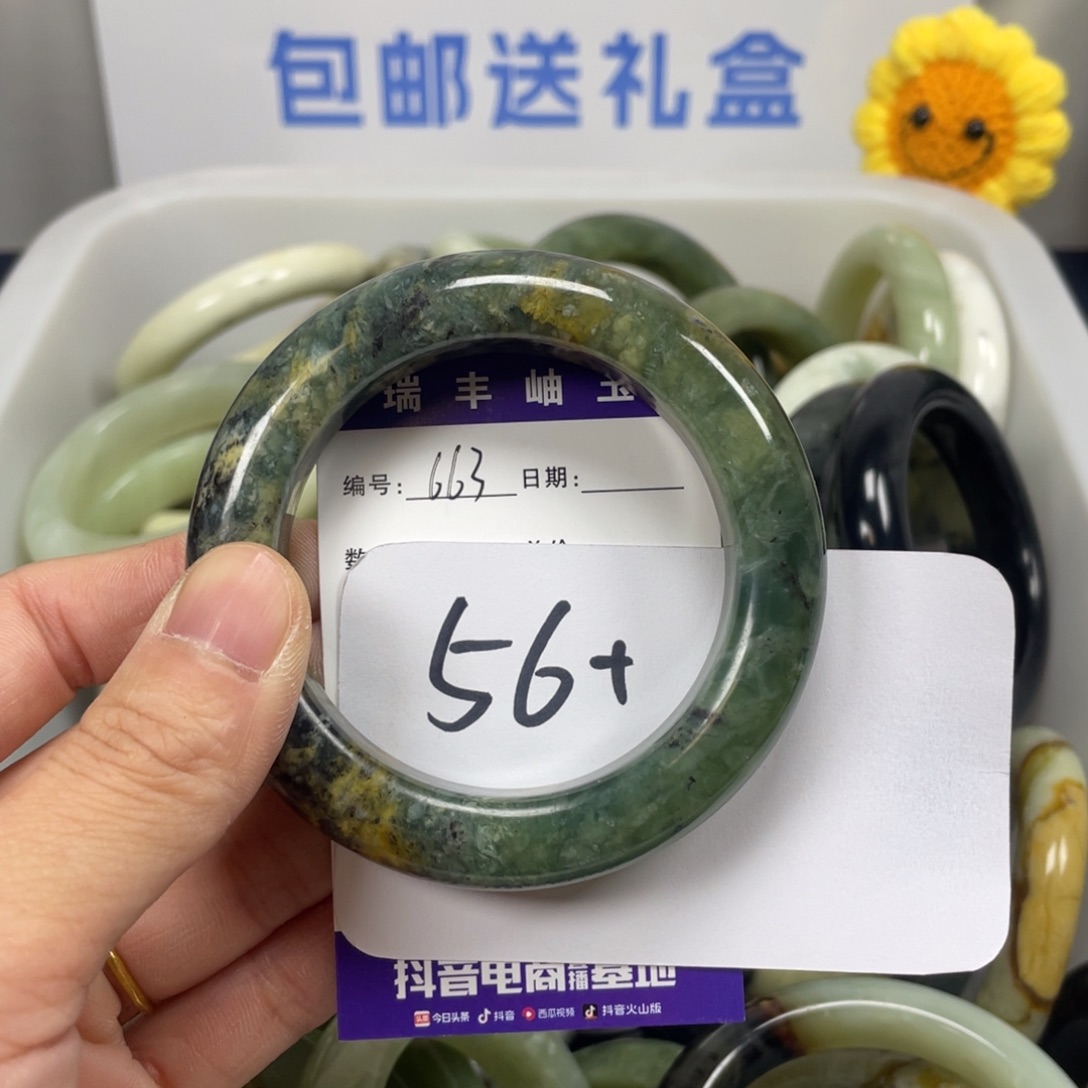 包邮送礼盒
瑞丰岫玉
编号: 663 日期:
56+
抖音电商直播基地
今日头条 抖音 西瓜视频 抖音火山版